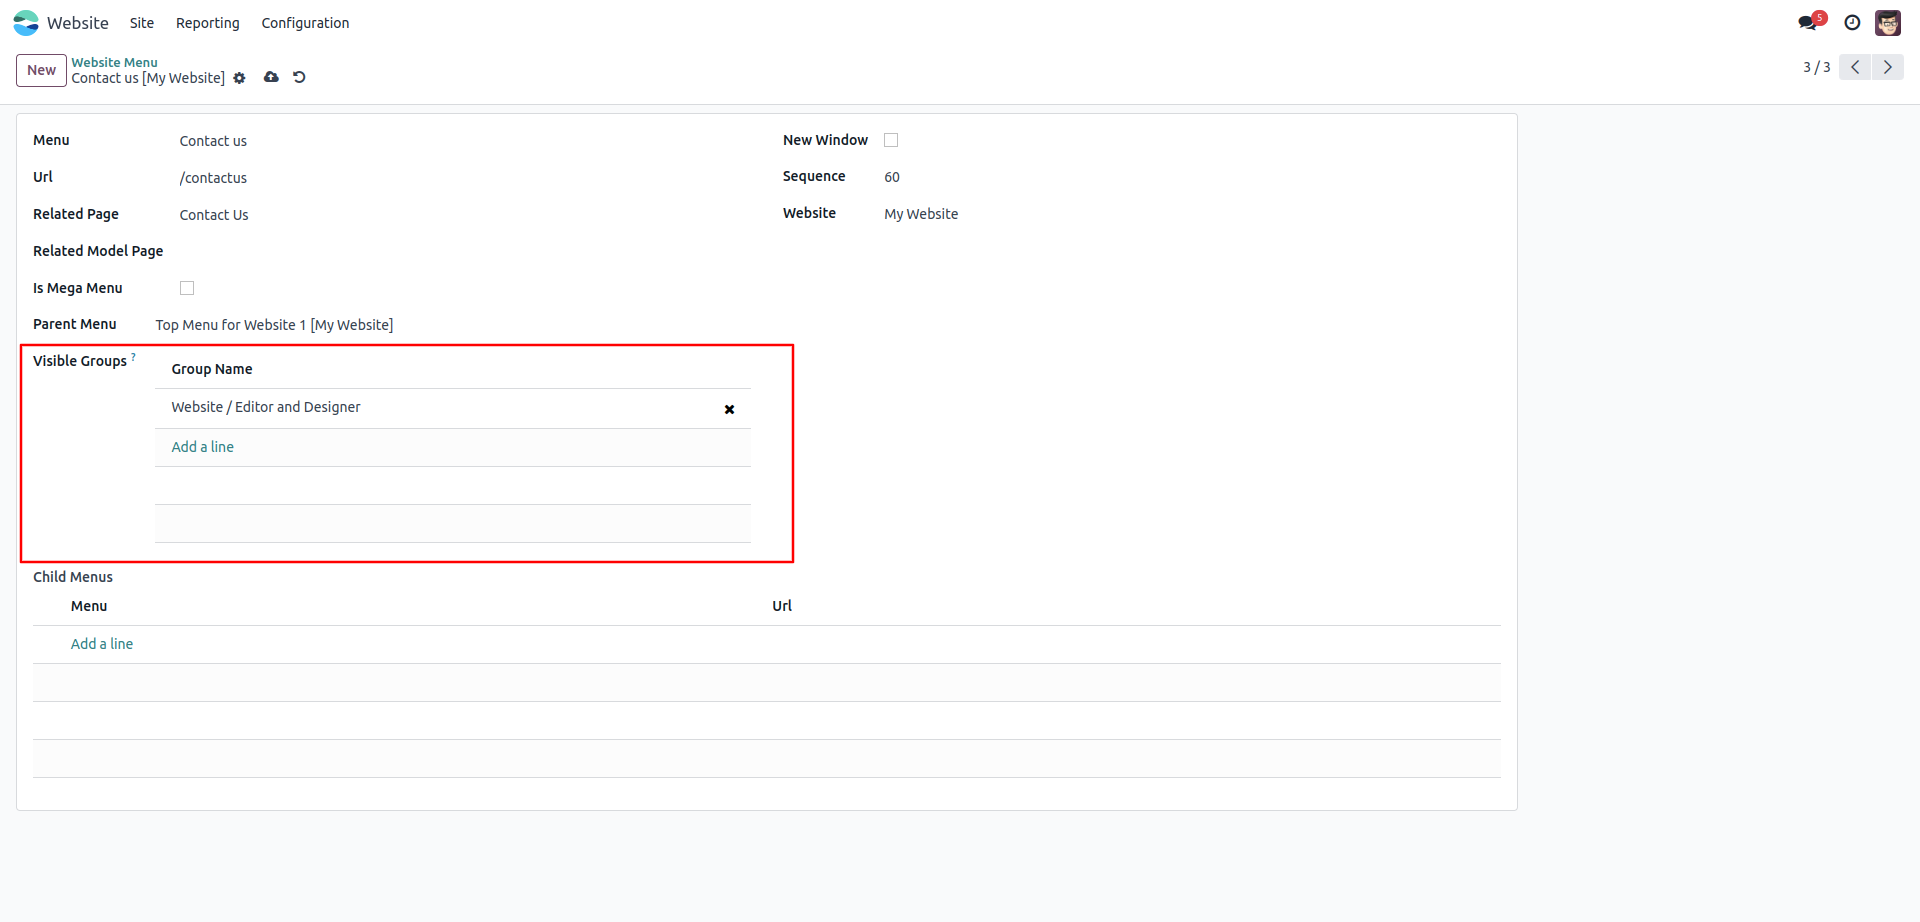 Website Site Reporting Configuration 5
New Website Menu
Contact us [My Website] 3 / 3
Menu Contact us New Window
Url /contactus Sequence 60
Related Page Contact Us Website My Website
Related Model Page
Is Mega Menu
Parent Menu Top Menu for Website 1 [My Website]
Visible Groups ? Group Name
Website / Editor and Designer
Add a line
Child Menus
Menu Url
Add a line